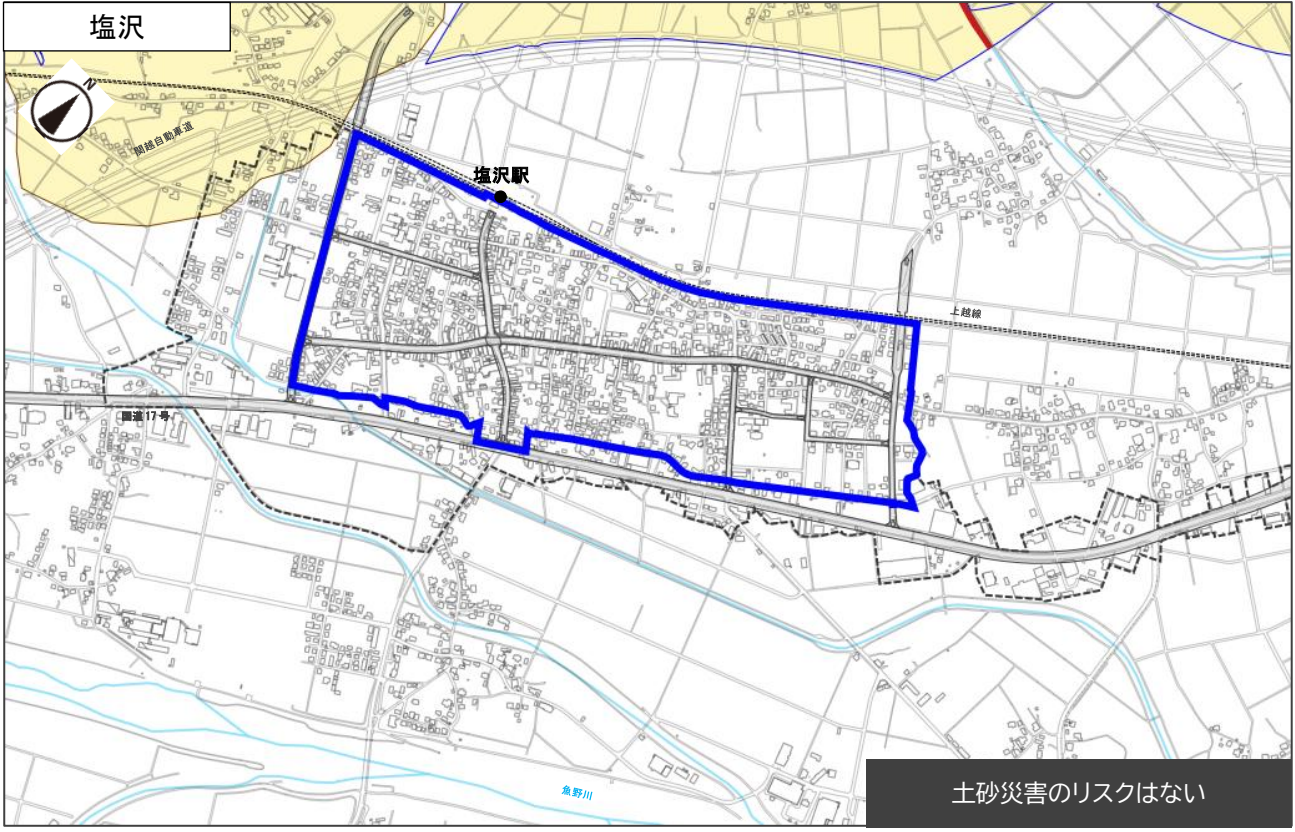 塩沢
N
関越自動車道
塩沢駅
上越線
国道17号
魚野川
土砂災害のリスクはない